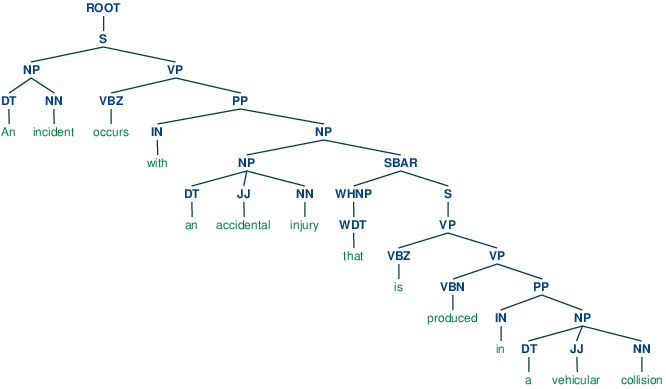 ROOT
S
NP VP
DT NN VBZ PP
An incident occurs IN NP
with NP SBAR
DT JJ NN WHNP S
an accidental injury WDT VP
that VBZ VP
is VBN PP
produced IN NP
in DT JJ NN
a vehicular collision